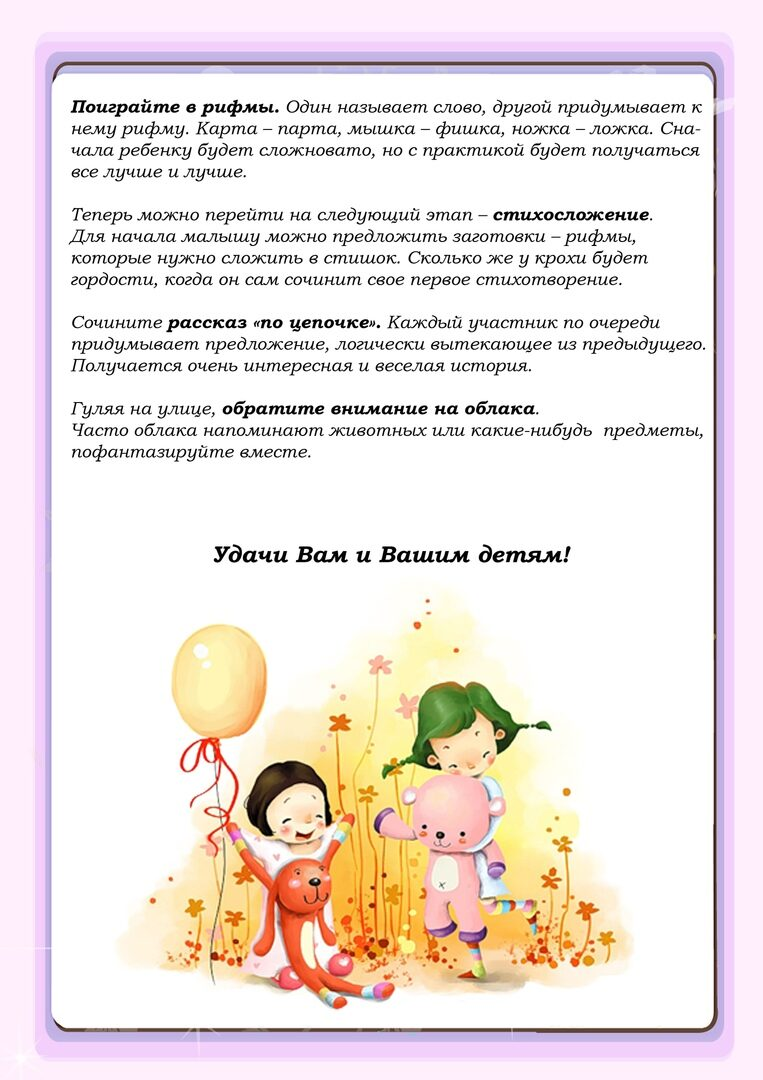 Поиграйте в рифмы. Один называет слово, другой придумывает к
нему рифму. Карта – парта, мышка – фишка, ножка – ложка. Сна-
чала ребенку будет сложновато, но с практикой будет получаться
все лучше и лучше.
Теперь можно перейти на следующий этап – стихосложение.
Для начала малышу можно предложить заготовки – рифмы,
которые нужно сложить в стишок. Сколько же у крохи будет
гордости, когда он сам сочинит свое первое стихотворение.
Сочините рассказ «по цепочке». Каждый участник по очереди
придумывает предложение, логически вытекающее из предыдущего.
Получается очень интересная и веселая история.
Гуляя на улице, обратите внимание на облака.
Часто облака напоминают животных или какие-нибудь  предметы,
пофантазируйте вместе.
Удачи Вам и Вашим детям!